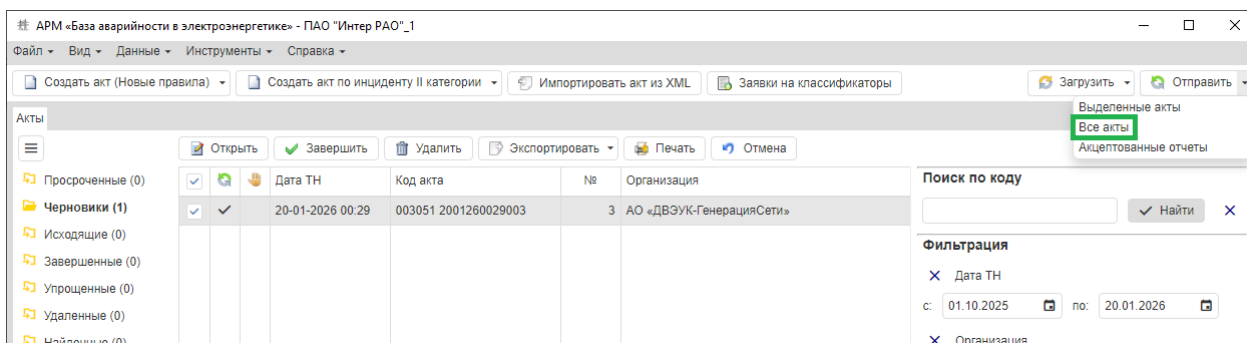 АРМ «База аварийности в электроэнергетике» - ПАО "Интер РАО"_1
Файл Вид Данные Инструменты Справка
Создать акт (Новые правила) Создать акт по инциденту II категории Импортировать акт из XML Заявки на классификаторы Загрузить Отправить
Выделенные акты
Все акты
Акцептованные отчеты
Акты
Открыть Завершить Удалить Экспортировать Печать Отмена
Просроченные (0)
Черновики (1)
Исходящие (0)
Завершенные (0)
Упрощенные (0)
Удаленные (0)
Найденные (0)
Дата ТН Код акта № Организация
20-01-2026 00:29 003051 2001260029003 3 АО «ДВЭУК-ГенерацияСети»
Поиск по коду
Найти
Фильтрация
Дата ТН
с: 01.10.2025 по: 20.01.2026
Организация